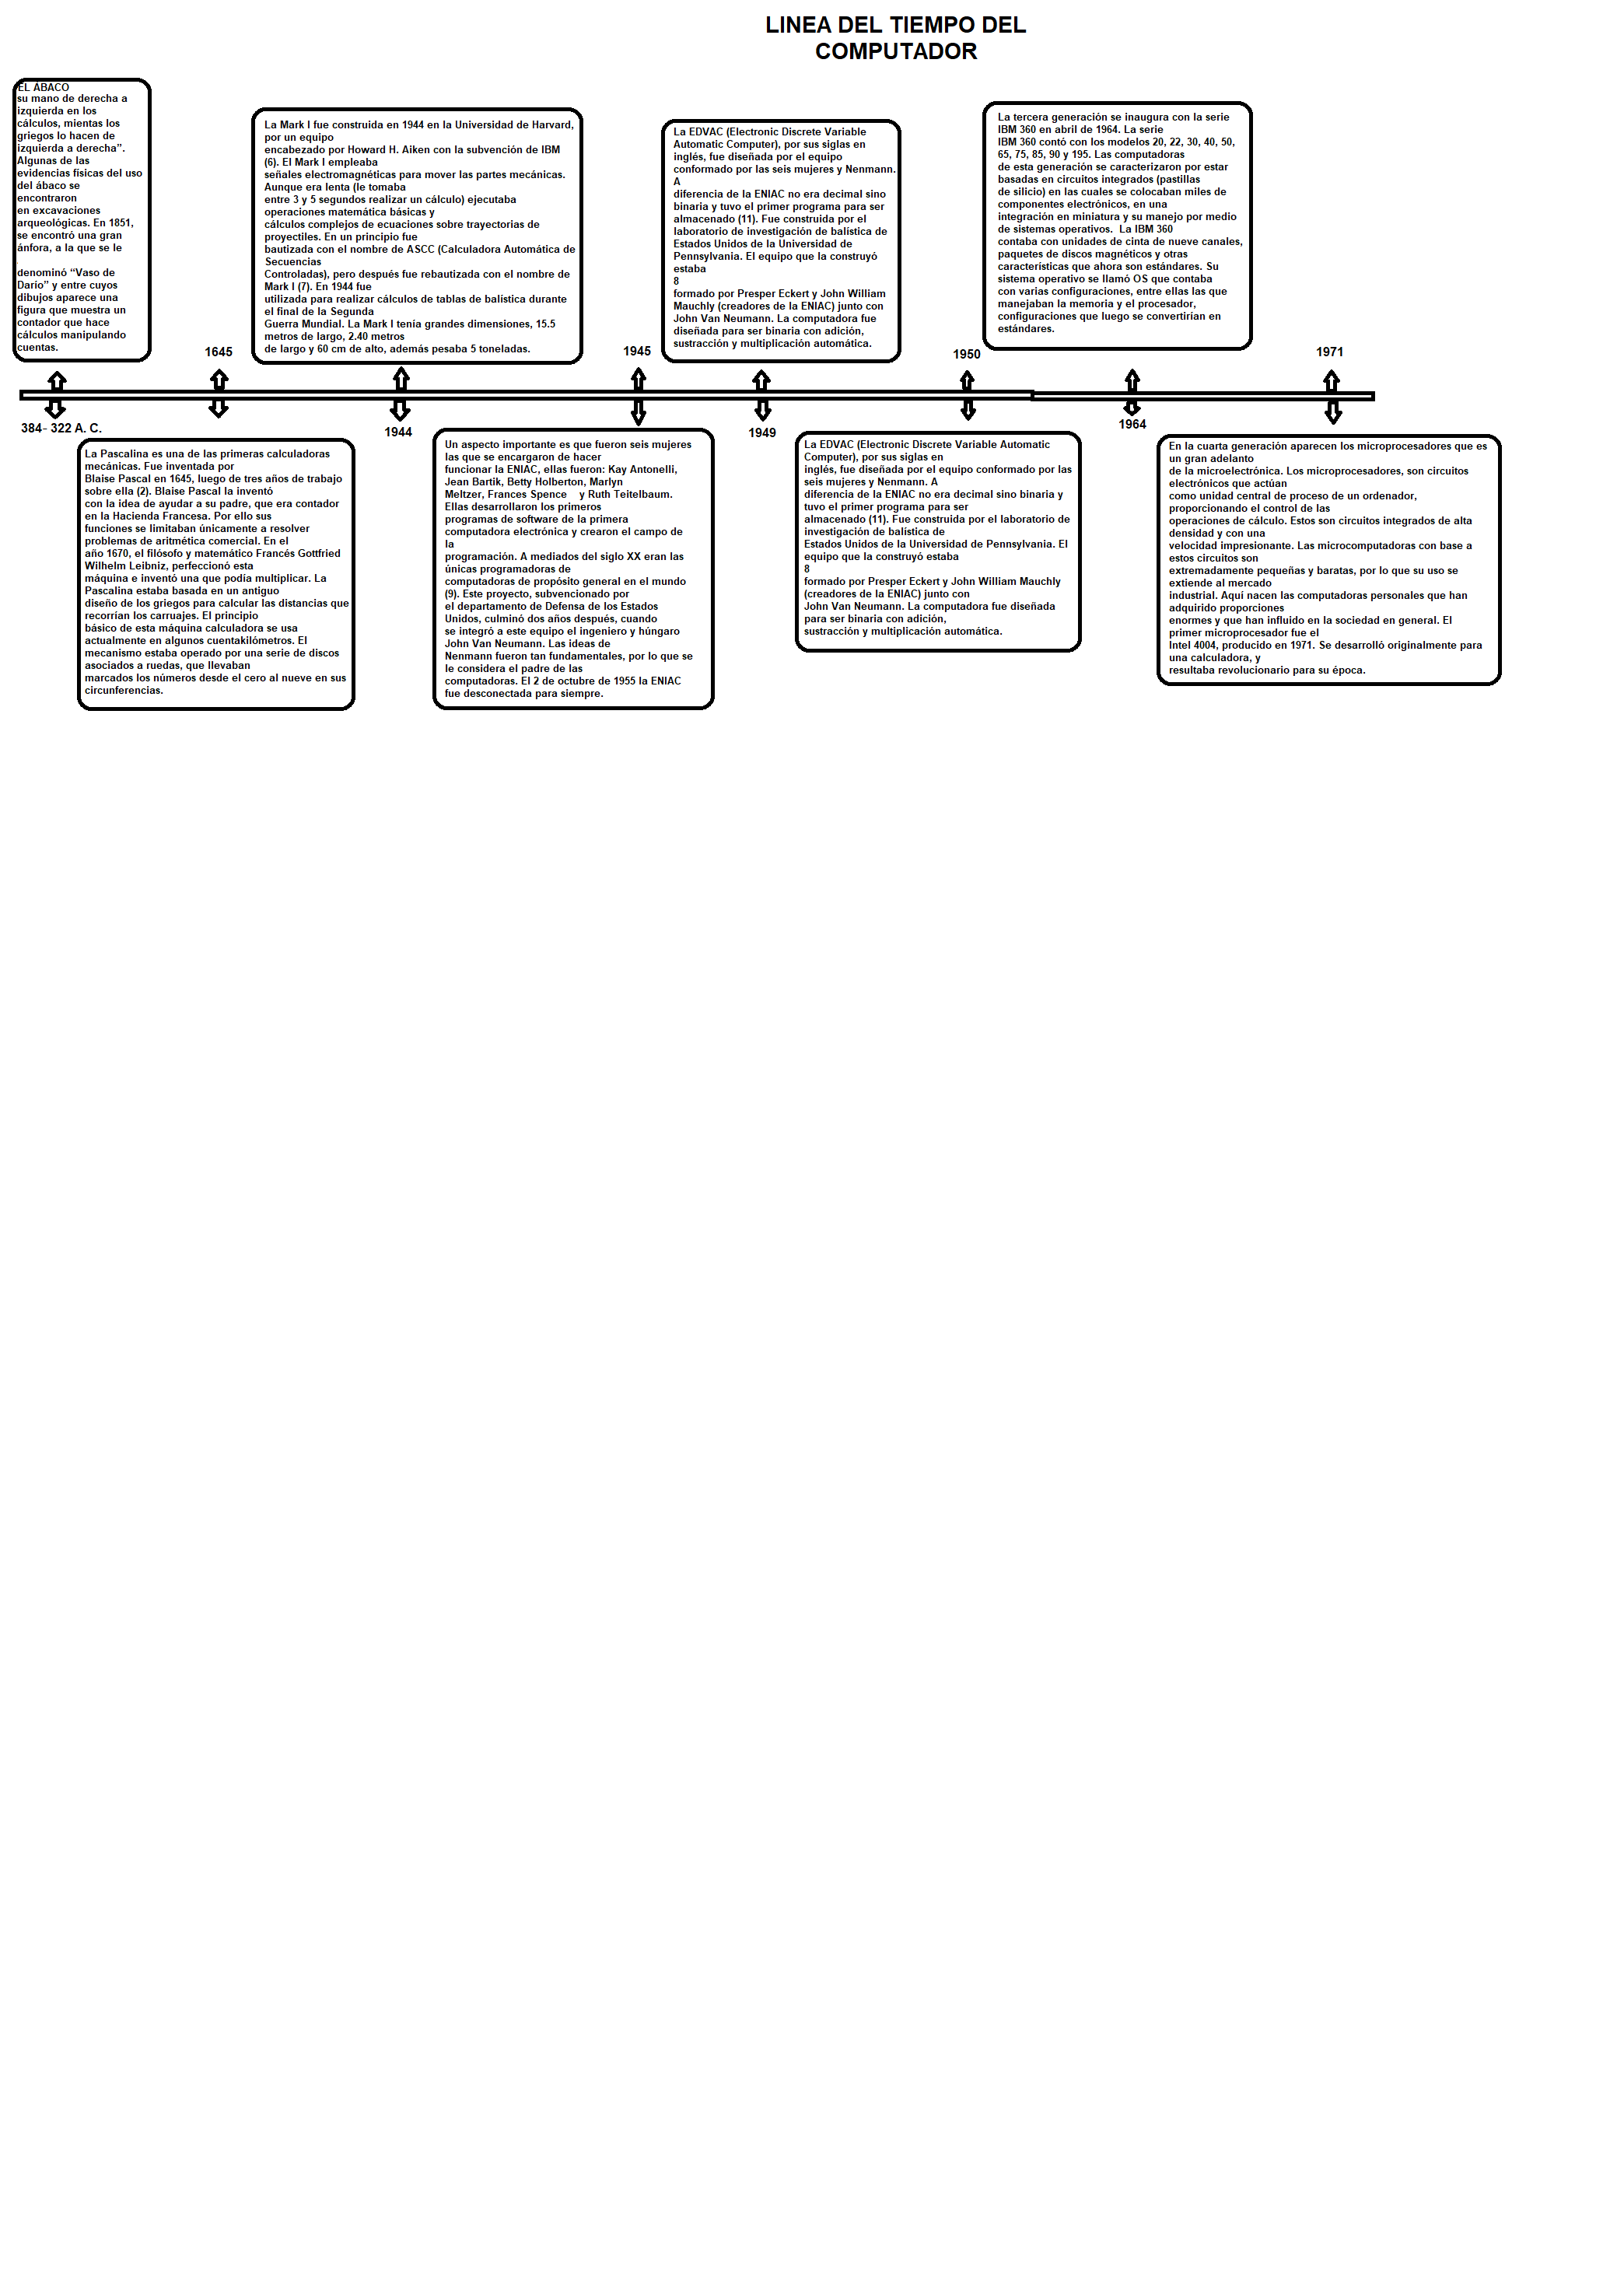 LINEA DEL TIEMPO DEL
COMPUTADOR
EL ÁBACO
su mano de derecha a
izquierda en los
cálculos, mientas los
griegos lo hacen de
izquierda a derecha”.
Algunas de las
evidencias físicas del uso
del ábaco se
encontraron
en excavaciones
arqueológicas. En 1851,
se encontró una gran
ánfora, a la que se le
denominó “Vaso de
Darío” y entre cuyos
dibujos aparece una
figura que muestra un
contador que hace
cálculos manipulando
cuentas.
384- 322 A. C.
1645
La Pascalina es una de las primeras calculadoras
mecánicas. Fue inventada por
Blaise Pascal en 1645, luego de tres años de trabajo
sobre ella (2). Blaise Pascal la inventó
con la idea de ayudar a su padre, que era contador
en la Hacienda Francesa. Por ello sus
funciones se limitaban únicamente a resolver
problemas de aritmética comercial. En el
año 1670, el filósofo y matemático Francés Gottfried
Wilhelm Leibniz, perfeccionó esta
máquina e inventó una que podía multiplicar. La
Pascalina estaba basada en un antiguo
diseño de los griegos para calcular las distancias que
recorrían los carruajes. El principio
básico de esta máquina calculadora se usa
actualmente en algunos cuentakilómetros. El
mecanismo estaba operado por una serie de discos
asociados a ruedas, que llevaban
marcados los números desde el cero al nueve en sus
circunferencias.
La Mark I fue construida en 1944 en la Universidad de Harvard,
por un equipo
encabezado por Howard H. Aiken con la subvención de IBM
(6). El Mark I empleaba
señales electromagnéticas para mover las partes mecánicas.
Aunque era lenta (le tomaba
entre 3 y 5 segundos realizar un cálculo) ejecutaba
operaciones matemática básicas y
cálculos complejos de ecuaciones sobre trayectorias de
proyectiles. En un principio fue
bautizada con el nombre de ASCC (Calculadora Automática de
Secuencias
Controladas), pero después fue rebautizada con el nombre de
Mark I (7). En 1944 fue
utilizada para realizar cálculos de tablas de balística durante
el final de la Segunda
Guerra Mundial. La Mark I tenía grandes dimensiones, 15.5
metros de largo, 2.40 metros
de largo y 60 cm de alto, además pesaba 5 toneladas.
1944
1945
Un aspecto importante es que fueron seis mujeres
las que se encargaron de hacer
funcionar la ENIAC, ellas fueron: Kay Antonelli,
Jean Bartik, Betty Holberton, Marlyn
Meltzer, Frances Spence y Ruth Teitelbaum.
Ellas desarrollaron los primeros
programas de software de la primera
computadora electrónica y crearon el campo de
la
programación. A mediados del siglo XX eran las
únicas programadoras de
computadoras de propósito general en el mundo
(9). Este proyecto, subvencionado por
el departamento de Defensa de los Estados
Unidos, culminó dos años después, cuando
se integró a este equipo el ingeniero y húngaro
John Van Neumann. Las ideas de
Nenmann fueron tan fundamentales, por lo que se
le considera el padre de las
computadoras. El 2 de octubre de 1955 la ENIAC
fue desconectada para siempre.
La EDVAC (Electronic Discrete Variable
Automatic Computer), por sus siglas en
inglés, fue diseñada por el equipo
conformado por las seis mujeres y Nenmann.
A
diferencia de la ENIAC no era decimal sino
binaria y tuvo el primer programa para ser
almacenado (11). Fue construida por el
laboratorio de investigación de balística de
Estados Unidos de la Universidad de
Pennsylvania. El equipo que la construyó
estaba
8
formado por Presper Eckert y John William
Mauchly (creadores de la ENIAC) junto con
John Van Neumann. La computadora fue
diseñada para ser binaria con adición,
sustracción y multiplicación automática.
1949
1950
La EDVAC (Electronic Discrete Variable Automatic
Computer), por sus siglas en
inglés, fue diseñada por el equipo conformado por las
seis mujeres y Nenmann. A
diferencia de la ENIAC no era decimal sino binaria y
tuvo el primer programa para ser
almacenado (11). Fue construida por el laboratorio de
investigación de balística de
Estados Unidos de la Universidad de Pennsylvania. El
equipo que la construyó estaba
8
formado por Presper Eckert y John William Mauchly
(creadores de la ENIAC) junto con
John Van Neumann. La computadora fue diseñada
para ser binaria con adición,
sustracción y multiplicación automática.
La tercera generación se inaugura con la serie
IBM 360 en abril de 1964. La serie
IBM 360 contó con los modelos 20, 22, 30, 40, 50,
65, 75, 85, 90 y 195. Las computadoras
de esta generación se caracterizaron por estar
basadas en circuitos integrados (pastillas
de silicio) en las cuales se colocaban miles de
componentes electrónicos, en una
integración en miniatura y su manejo por medio
de sistemas operativos. La IBM 360
contaba con unidades de cinta de nueve canales,
paquetes de discos magnéticos y otras
características que ahora son estándares. Su
sistema operativo se llamó OS que contaba
con varias configuraciones, entre ellas las que
manejaban la memoria y el procesador,
configuraciones que luego se convertirían en
estándares.
1964
1971
En la cuarta generación aparecen los microprocesadores que es
un gran adelanto
de la microelectrónica. Los microprocesadores, son circuitos
electrónicos que actúan
como unidad central de proceso de un ordenador,
proporcionando el control de las
operaciones de cálculo. Estos son circuitos integrados de alta
densidad y con una
velocidad impresionante. Las microcomputadoras con base a
estos circuitos son
extremadamente pequeñas y baratas, por lo que su uso se
extiende al mercado
industrial. Aquí nacen las computadoras personales que han
adquirido proporciones
enormes y que han influido en la sociedad en general. El
primer microprocesador fue el
Intel 4004, producido en 1971. Se desarrolló originalmente para
una calculadora, y
resultaba revolucionario para su época.